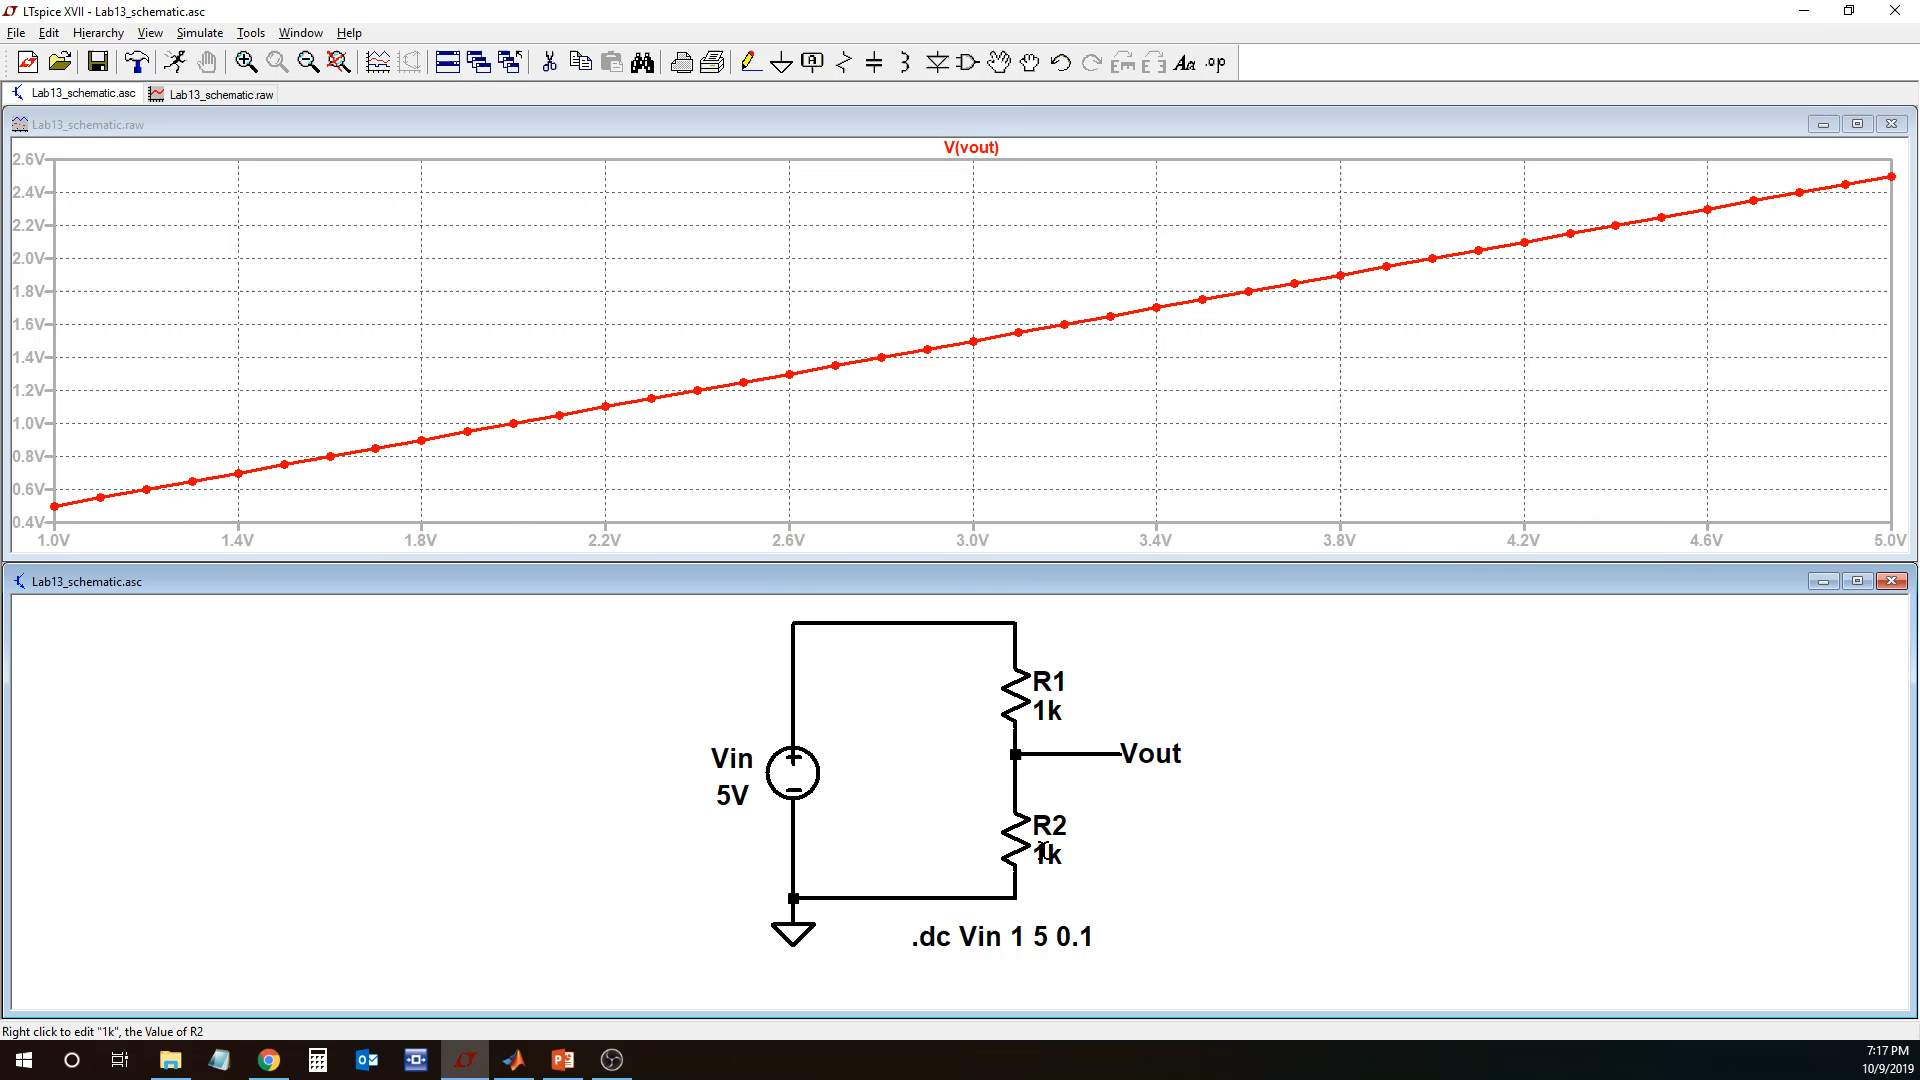 LTspice XVII - Lab13_schematic.asc
File Edit Hierarchy View Simulate Tools Window Help
Aa .op
Lab13_schematic.asc Lab13_schematic.raw
Lab13_schematic.raw
V(vout)
2.6V
2.4V
2.2V
2.0V
1.8V
1.6V
1.4V
1.2V
1.0V
0.8V
0.6V
0.4V
1.0V 1.4V 1.8V 2.2V 2.6V 3.0V 3.4V 3.8V 4.2V 4.6V 5.0V
Lab13_schematic.asc
R1
1k
Vin
5V
Vout
R2
1k
.dc Vin 1 5 0.1
Right click to edit "1k", the Value of R2
7:17 PM
10/9/2019